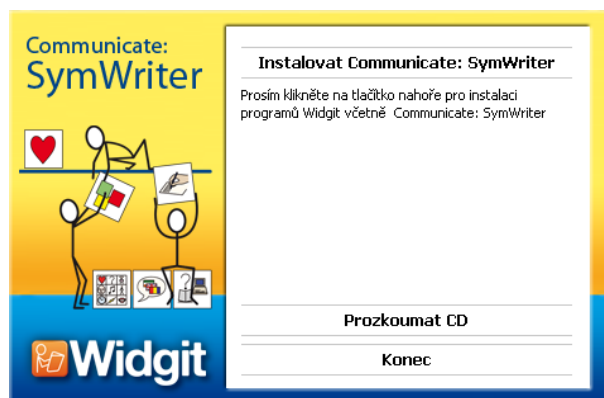 Communicate:
SymWriter
Instalovat Communicate: SymWriter
Prosím klikněte na tlačítko nahoře pro instalaci
programů Widgit včetně Communicate: SymWriter
Prozkoumat CD
Konec
Widgit